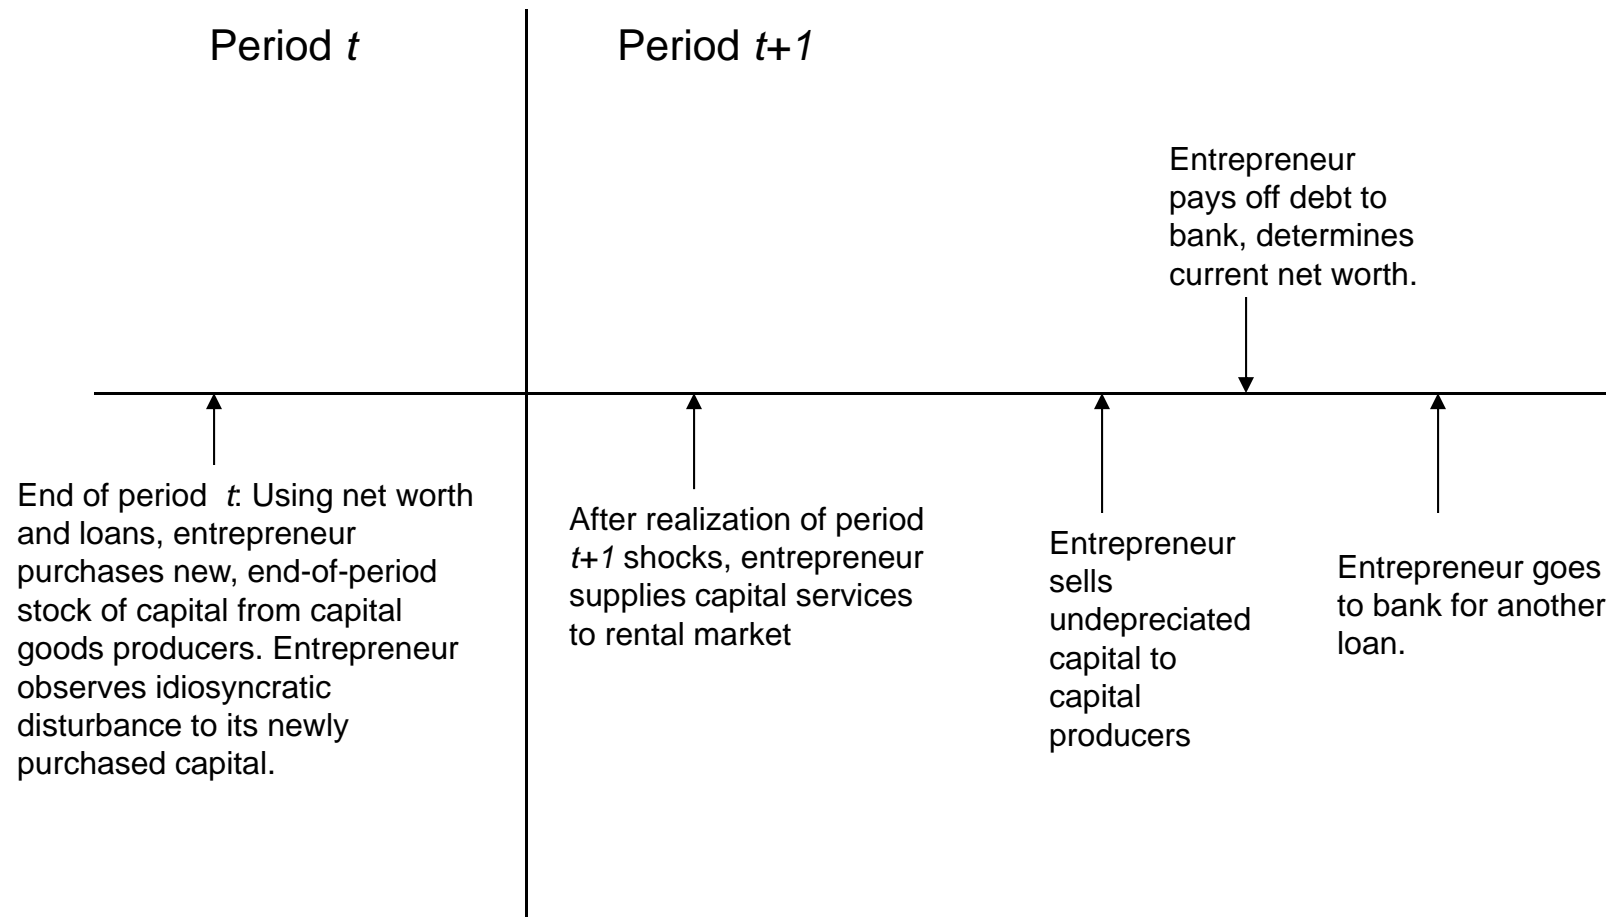 Period t
Period t+1
Entrepreneur
pays off debt to
bank, determines
current net worth.
End of period t: Using net worth
and loans, entrepreneur
purchases new, end-of-period
stock of capital from capital
goods producers. Entrepreneur
observes idiosyncratic
disturbance to its newly
purchased capital.
After realization of period
t+1 shocks, entrepreneur
supplies capital services
to rental market
Entrepreneur
sells
undepreciated
capital to
capital
producers
Entrepreneur goes
to bank for another
loan.